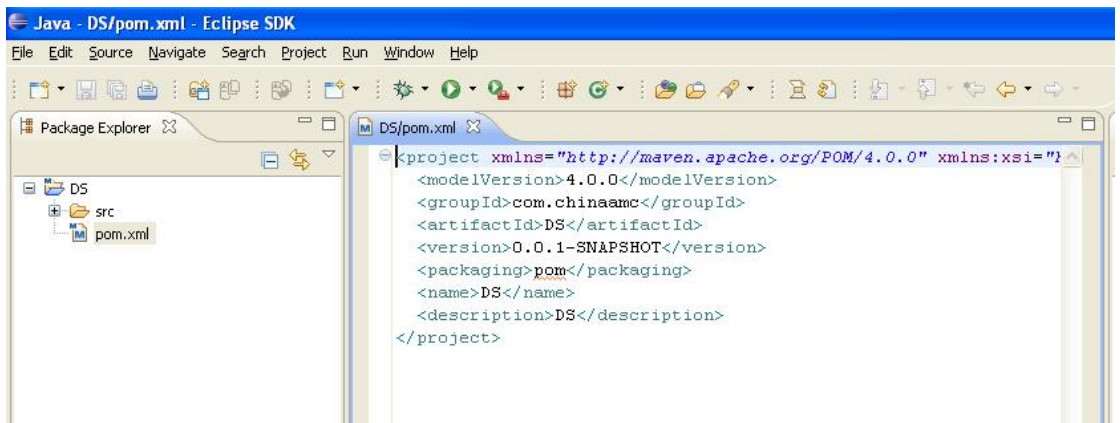 Java - DS/pom.xml - Eclipse SDK
File Edit Source Navigate Search Project Run Window Help
Package Explorer
DS/pom.xml
DS
src
pom.xml
<project xmlns="http://maven.apache.org/POM/4.0.0" xmlns:xsi="
<modelVersion>4.0.0</modelVersion>
<groupId>com.chinaamc</groupId>
<artifactId>DS</artifactId>
<version>0.0.1-SNAPSHOT</version>
<packaging>pom</packaging>
<name>DS</name>
<description>DS</description>
</project>